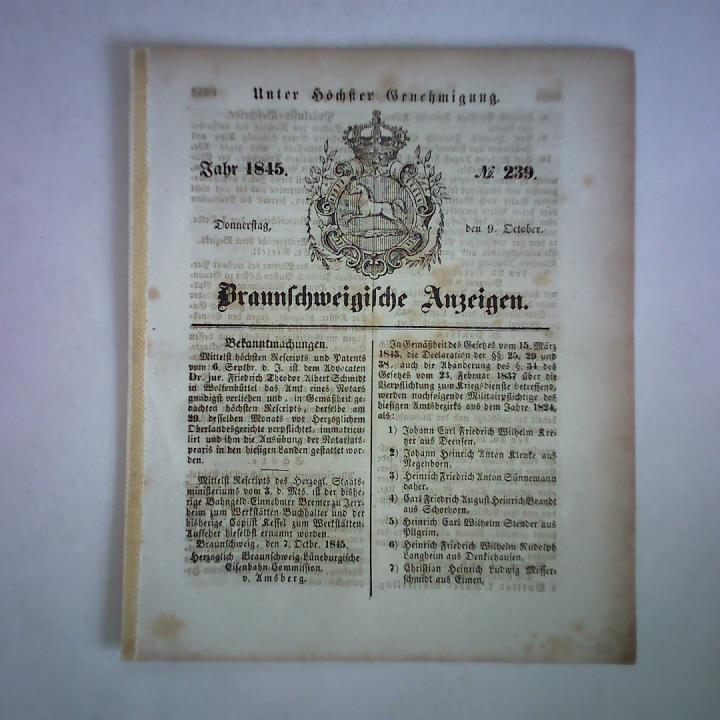 Unter Höchster Genehmigung.
Jahr 1845.
№. 239.
Donnerstag,
den 9. October.
Braunschweigische Anzeigen.
Bekanntmachungen.
Mittelst höchsten Rescripts und Patents
vom 6. Septbr. d. J. ist dem Advocaten
Dr. jur. Friedrich Theodor Albert Schmidt
in Wolfenbüttel das Amt eines Notars
gnädigst verliehen und, in Gemäßheit ge-
dachten höchsten Rescripts, derselbe am
29. desselben Monats vor Herzoglichem
Oberlandesgerichte verpflichtet, immatricu-
lirt und ihm die Ausübung der Notariats-
praxis in den hiesigen Landen gestattet wor-
den.
Mittelst Rescripts des Herzogl. Staats-
ministeriums vom 3. d. Mts. ist der bishe-
rige Bahngeld-Einnehmer Bremer zu Jerx-
heim zum Werkstätten-Buchhalter und der
bisherige Copiist Kessel zum Werkstätten-
Aufseher hieselbst ernannt worden.
Braunschweig, den 7. Octbr. 1845.
Herzoglich Braunschweig-Lüneburgische
Eisenbahn-Commission.
v. Amsberg.
In Gemäßheit des Gesetzes vom 15. März
1843, die Declaration der §§. 25, 29 und
38, auch die Abänderung des §. 34 des
Gesetzes vom 23. Februar 1837 über die
Verpflichtung zum Kriegsdienste betreffend,
werden nachfolgende Militairpflichtige des
hiesigen Amtsbezirks aus dem Jahre 1824,
als:
1) Johann Carl Friedrich Wilhelm Krei-
tzer aus Deensen.
2) Johann Heinrich Anton Klenke aus
Negenborn,
3) Heinrich Friedrich Anton Sünnemann
daher.
4) Carl Friedrich August Heinrich Brandt
aus Schorborn,
5) Heinrich Carl Wilhelm Stender aus
Pilgrim,
6) Heinrich Friedrich Wilhelm Rudolph
Langheim aus Denkiehausen,
7) Christian Heinrich Ludwig Messer-
schmidt aus Eimen,